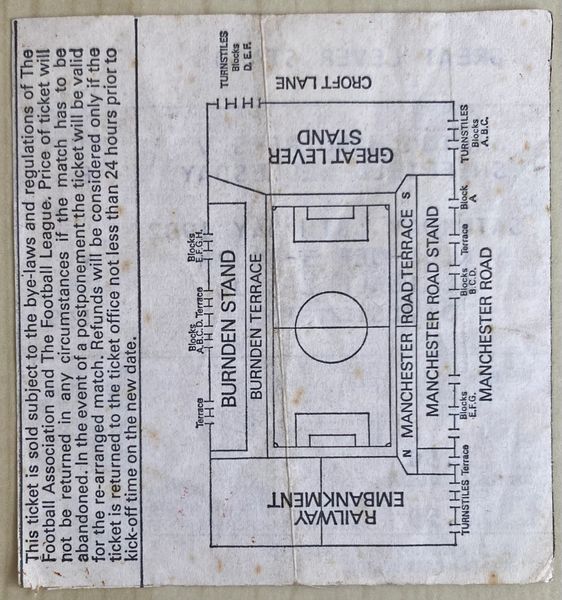 This ticket is sold subject to the bye-laws and regulations of The
Football Association and The Football League. Price of ticket will
not be returned in any circumstances if the match has to be
abandoned. In the event of a postponement the ticket will be valid
for the re-arranged match. Refunds will be considered only if the
ticket is returned to the ticket office not less than 24 hours prior to
kick-off time on the new date.
TURNSTILES
Blocks
D, E.F.
CROFT LANE
Terrace
Blocks
A.B.C.D.
Terrace
Blocks
E.F.G.H.
BURNDEN STAND
BURNDEN TERRACE
GREAT LEVER
STAND
RAILWAY
EMBANKMENT
N MANCHESTER ROAD TERRACE S
MANCHESTER ROAD STAND
TURNSTILES
Terrace
Blocks
E.F.G.
Blocks
B.C.D.
Terrace
Block
A
TURNSTILES
Blocks
A.B.C.
MANCHESTER ROAD